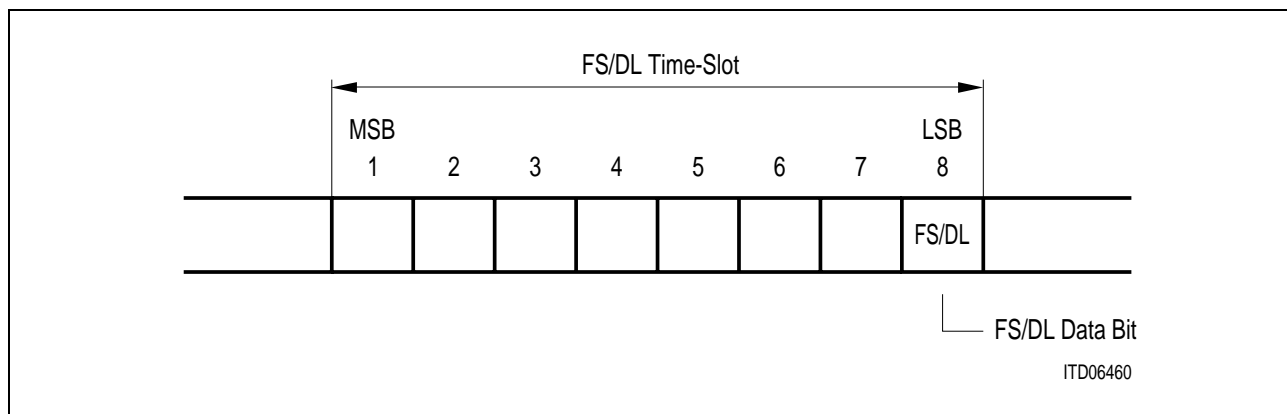 FS/DL Time-Slot
MSB LSB
1 2 3 4 5 6 7 8
FS/DL
FS/DL Data Bit
ITD06460